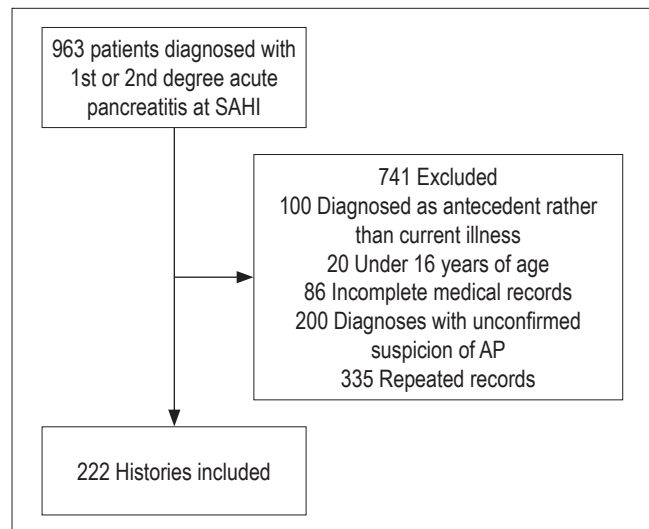 963 patients diagnosed with
1st or 2nd degree acute
pancreatitis at SAHI
741 Excluded
100 Diagnosed as antecedent rather
than current illness
20 Under 16 years of age
86 Incomplete medical records
200 Diagnoses with unconfirmed
suspicion of AP
335 Repeated records
222 Histories included